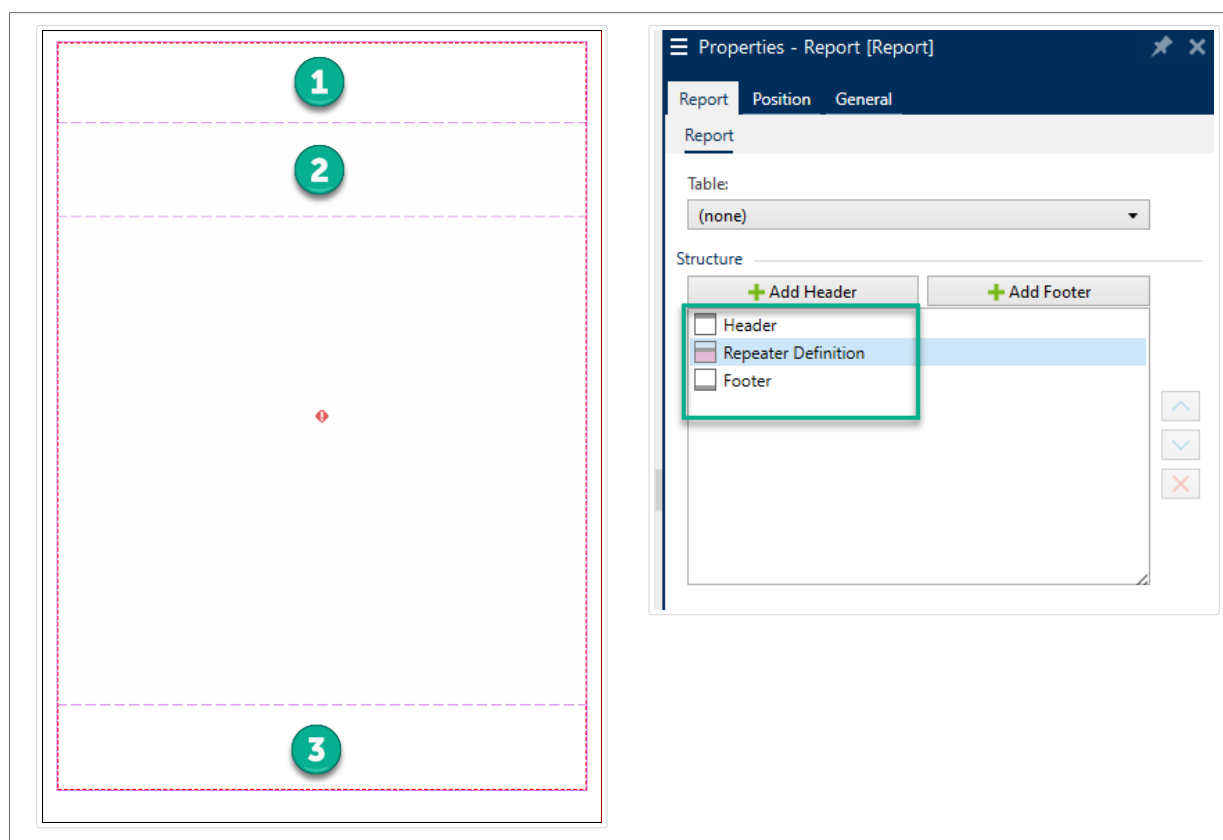 1
2
3
Properties - Report [Report]
Report Position General
Report
Table:
(none)
Structure
Add Header Add Footer
Header
Repeater Definition
Footer